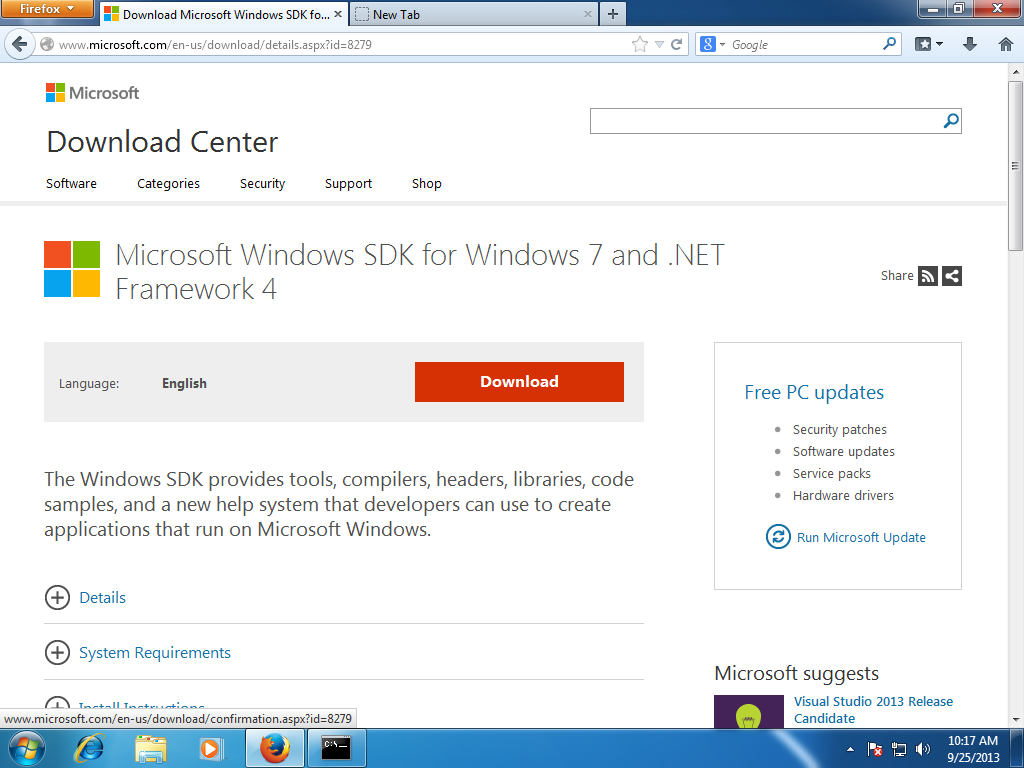 Firefox
Download Microsoft Windows SDK fo...
New Tab
www.microsoft.com/en-us/download/details.aspx?id=8279
Google
Microsoft
Download Center
Software Categories Security Support Shop
Microsoft Windows SDK for Windows 7 and .NET
Framework 4
Share
Language: English Download
The Windows SDK provides tools, compilers, headers, libraries, code
samples, and a new help system that developers can use to create
applications that run on Microsoft Windows.
Details
System Requirements
Install Instructions
Free PC updates
Security patches
Software updates
Service packs
Hardware drivers
Run Microsoft Update
Microsoft suggests
Visual Studio 2013 Release
Candidate
www.microsoft.com/en-us/download/confirmation.aspx?id=8279
10:17 AM
9/25/2013